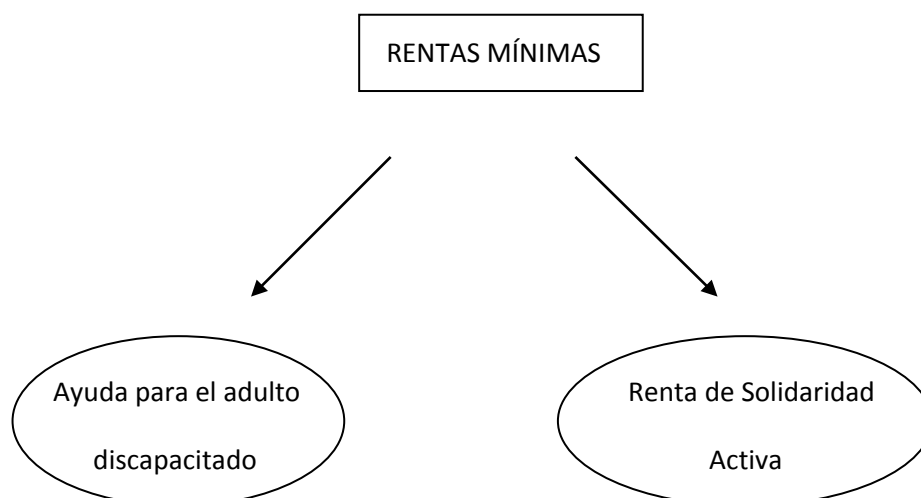 RENTAS MÍNIMAS
Ayuda para el adulto
discapacitado
Renta de Solidaridad
Activa